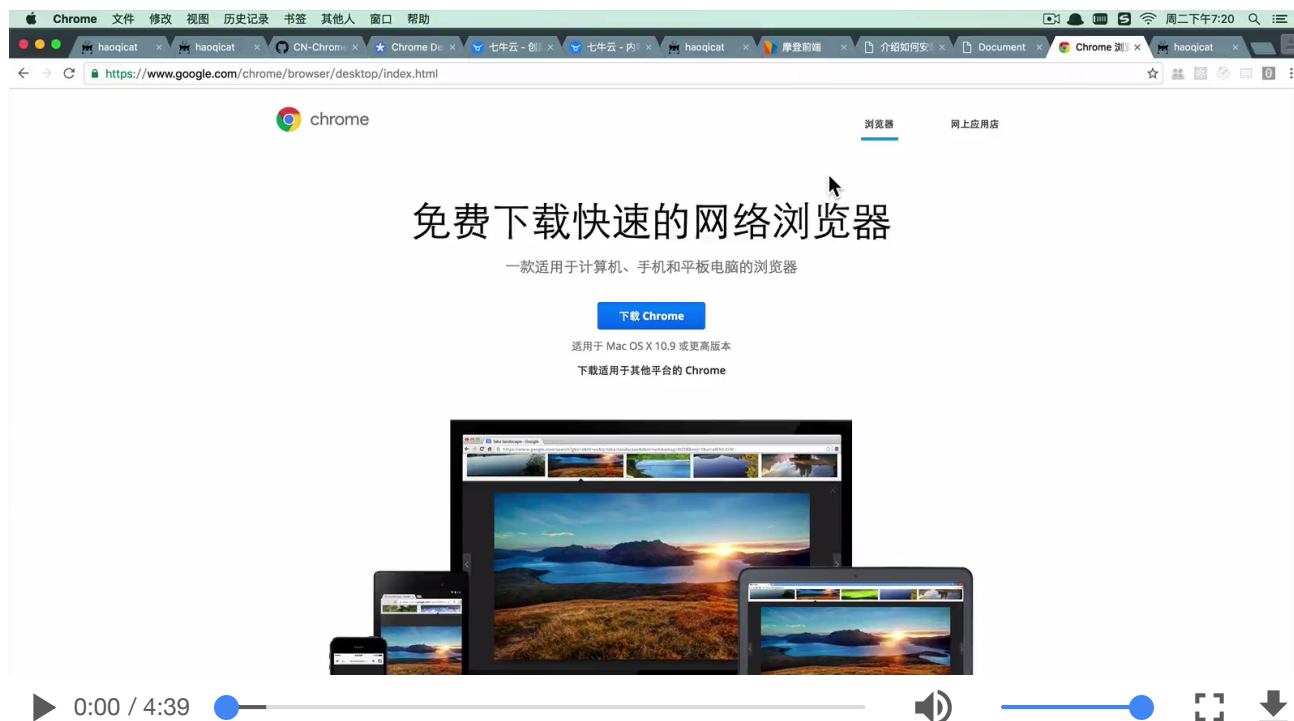 Chrome 文件 修改 视图 历史记录 书签 其他人 窗口 帮助 周二下午7:20
haoqicat haoqicat CN-Chrome Chrome De 七牛云 - 创 七牛云 - 内 haoqicat 摩登前端 介绍如何安 Document Chrome 浏 haoqicat
https://www.google.com/chrome/browser/desktop/index.html
chrome 浏览器 网上应用店
免费下载快速的网络浏览器
一款适用于计算机、手机和平板电脑的浏览器
下载 Chrome
适用于 Mac OS X 10.9 或更高版本
下载适用于其他平台的 Chrome
0:00 / 4:39